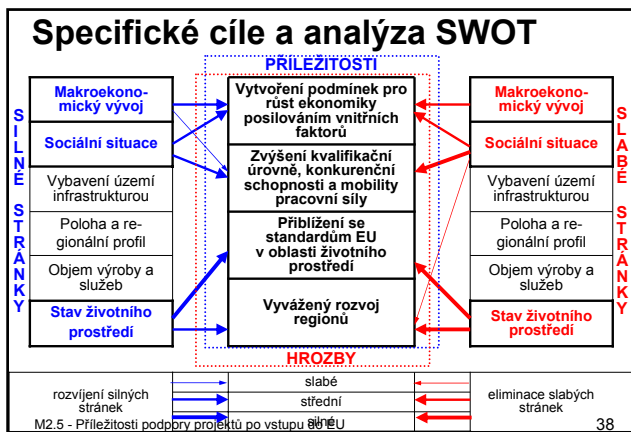 Specifické cíle a analýza SWOT
PŘÍLEŽITOSTI
SILNÉ STRÁNKY
Makroekono-
mický vývoj
Sociální situace
Vybavení území
infrastrukturou
Poloha a re-
gionální profil
Objem výroby a
služeb
Stav životního
prostředí
Vytvoření podmínek pro
růst ekonomiky
posilováním vnitřních
faktorů
Zvýšení kvalifikační
úrovně, konkurenční
schopnosti a mobility
pracovní síly
Přiblížení se
standardům EU
v oblasti životního
prostředí
Vyvážený rozvoj
regionů
Makroekono-
mický vývoj
Sociální situace
Vybavení území
infrastrukturou
Poloha a re-
gionální profil
Objem výroby a
služeb
Stav životního
prostředí
SLABÉ STRÁNKY
HROZBY
rozvíjení silných
stránek
slabé
střední
silné
eliminace slabých
stránek
M2.5 - Příležitosti podpory projektů po vstupu do EU
38